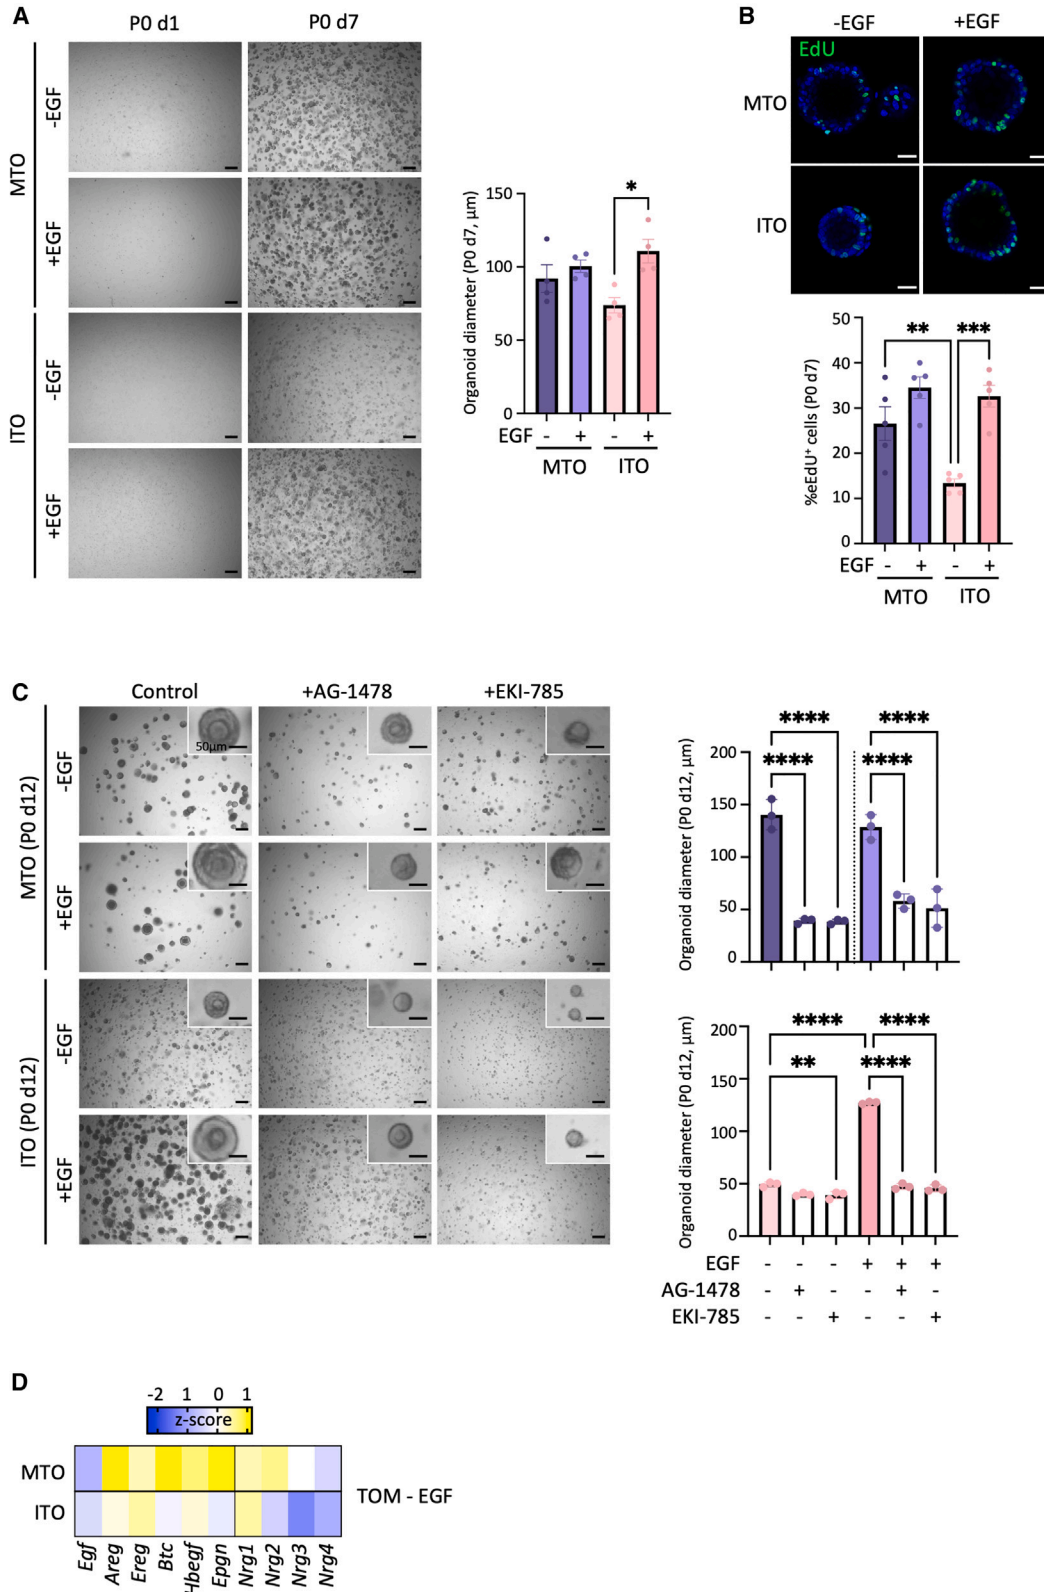 A
P0 d1
P0 d7
MTO
-EGF
+EGF
ITO
-EGF
+EGF
Organoid diameter (P0 d7, µm)
150
100
50
0
*
EGF - + - +
MTO ITO
B
-EGF
+EGF
EdU
MTO
ITO
%eEdU+ cells (P0 d7)
50
40
30
20
10
0
** ***
EGF - + - +
MTO ITO
C
Control
+AG-1478
+EKI-785
50µm
MTO (P0 d12)
-EGF
+EGF
ITO (P0 d12)
-EGF
+EGF
Organoid diameter (P0 d12, µm)
200
150
100
50
0
**** ****
**** ****
Organoid diameter (P0 d12, µm)
200
150
100
50
0
**** ****
** ****
EGF - - - + + +
AG-1478 - + - - + -
EKI-785 - - + - - +
D
-2 1 0 1
z-score
MTO
ITO
TOM - EGF
Egf Areg Ereg Btc Hbegf Epgn Nrg1 Nrg2 Nrg3 Nrg4